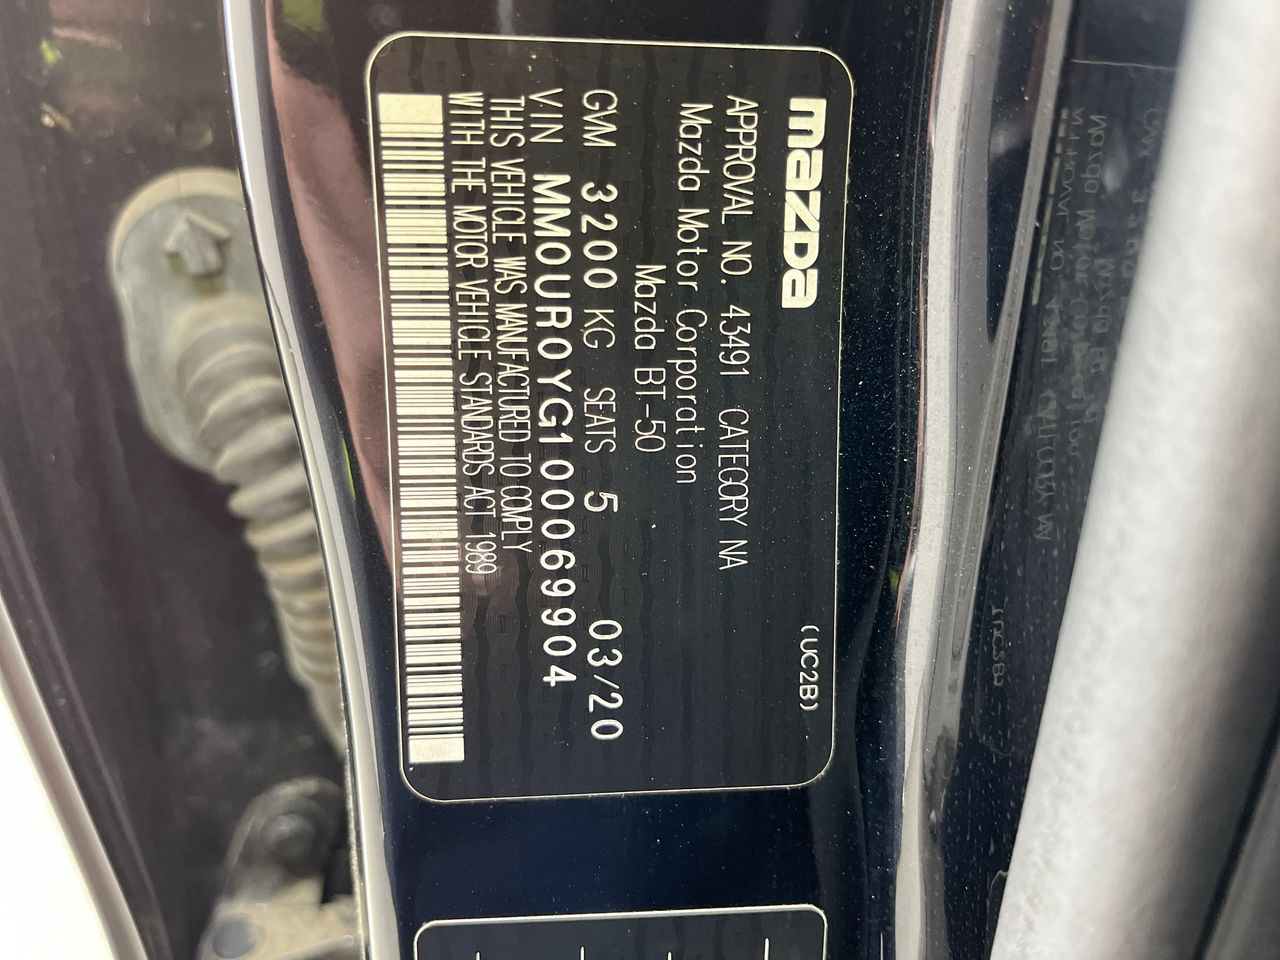 mazda
(UC2B)
APPROVAL NO. 43491 CATEGORY NA
Mazda Motor Corporation
Mazda BT-50
GVM 3200 KG SEATS 5 03/20
VIN MM0UR0YG100069904
THIS VEHICLE WAS MANUFACTURED TO COMPLY
WITH THE MOTOR VEHICLE STANDARDS ACT 1989